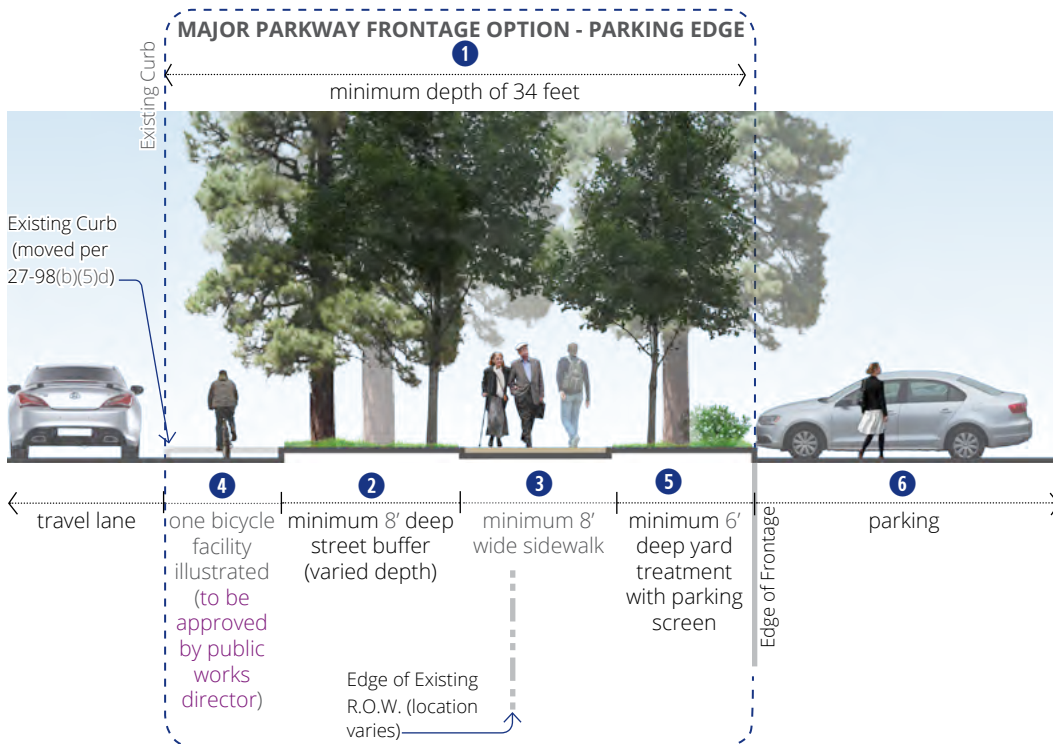 MAJOR PARKWAY FRONTAGE OPTION - PARKING EDGE
1
minimum depth of 34 feet
Existing Curb
Existing Curb
(moved per
27-98(b)(5)d)
4
2
3
5
6
travel lane
one bicycle
facility
illustrated
(to be
approved
by public
works
director)
minimum 8' deep
street buffer
(varied depth)
minimum 8'
wide sidewalk
minimum 6'
deep yard
treatment
with parking
screen
Edge of Frontage
parking
Edge of Existing
R.O.W. (location
varies)